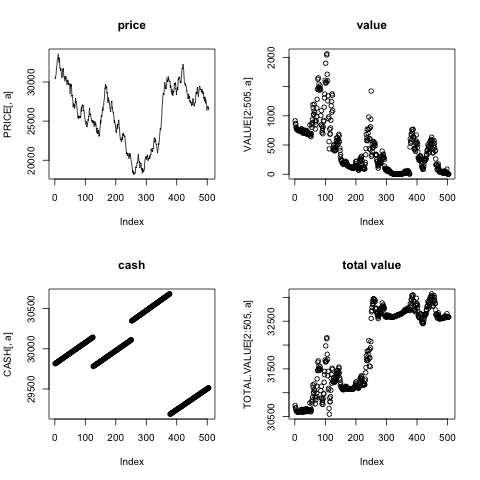 price
PRICE[, a]
30000
25000
20000
0 100 200 300 400 500
Index
value
VALUE[2:505, a]
2000
1000
500
0
0 100 200 300 400 500
Index
cash
CASH[, a]
30500
30000
29500
0 100 200 300 400 500
Index
total value
TOTAL.VALUE[2:505, a]
32500
31500
30500
0 100 200 300 400 500
Index